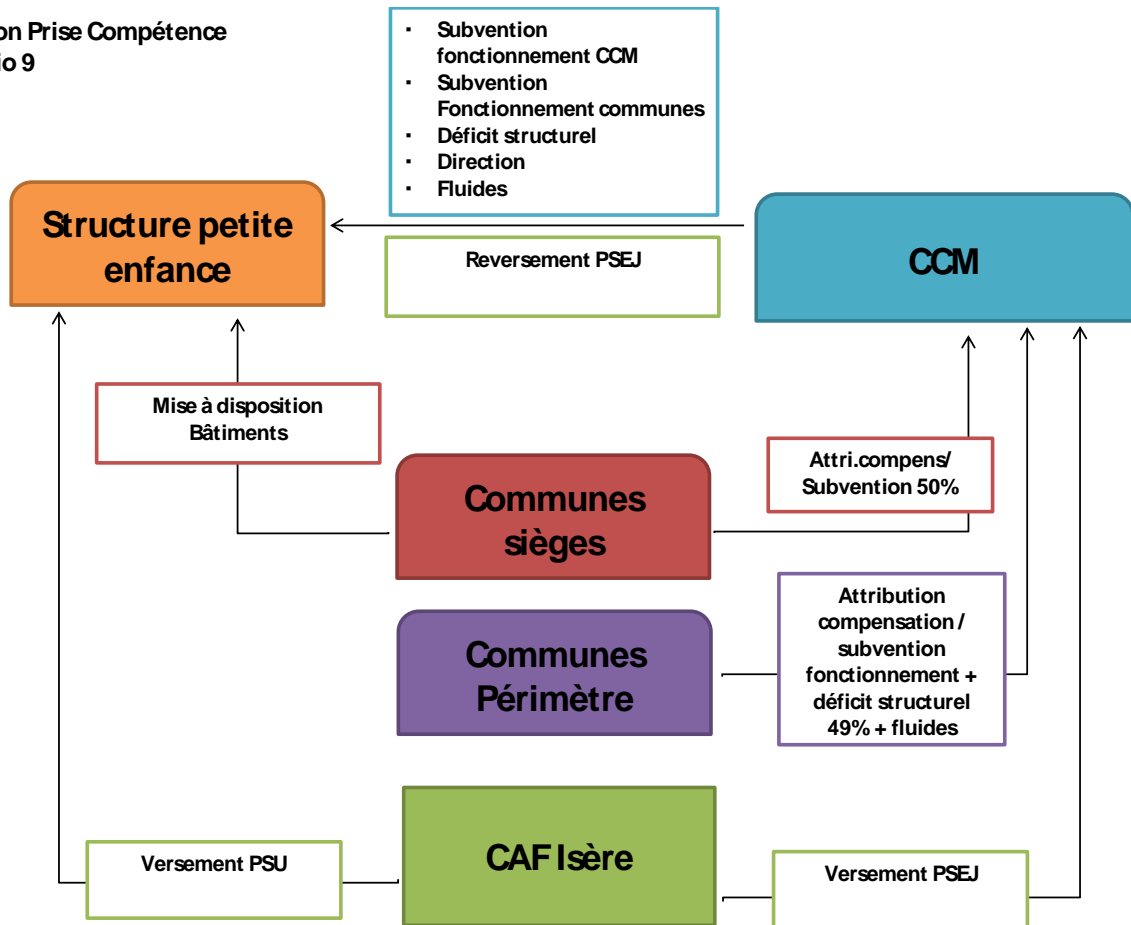 on Prise Compétence
io 9
▪ Subvention
fonctionnement CCM
▪ Subvention
Fonctionnement communes
▪ Déficit structurel
▪ Direction
▪ Fluides
Structure petite
enfance
Reversement PSEJ
CCM
Mise à disposition
Bâtiments
Attri.compens/
Subvention 50%
Communes
sièges
Communes
Périmètre
Attribution
compensation /
subvention
fonctionnement +
déficit structurel
49% + fluides
CAF Isère
Versement PSU
Versement PSEJ